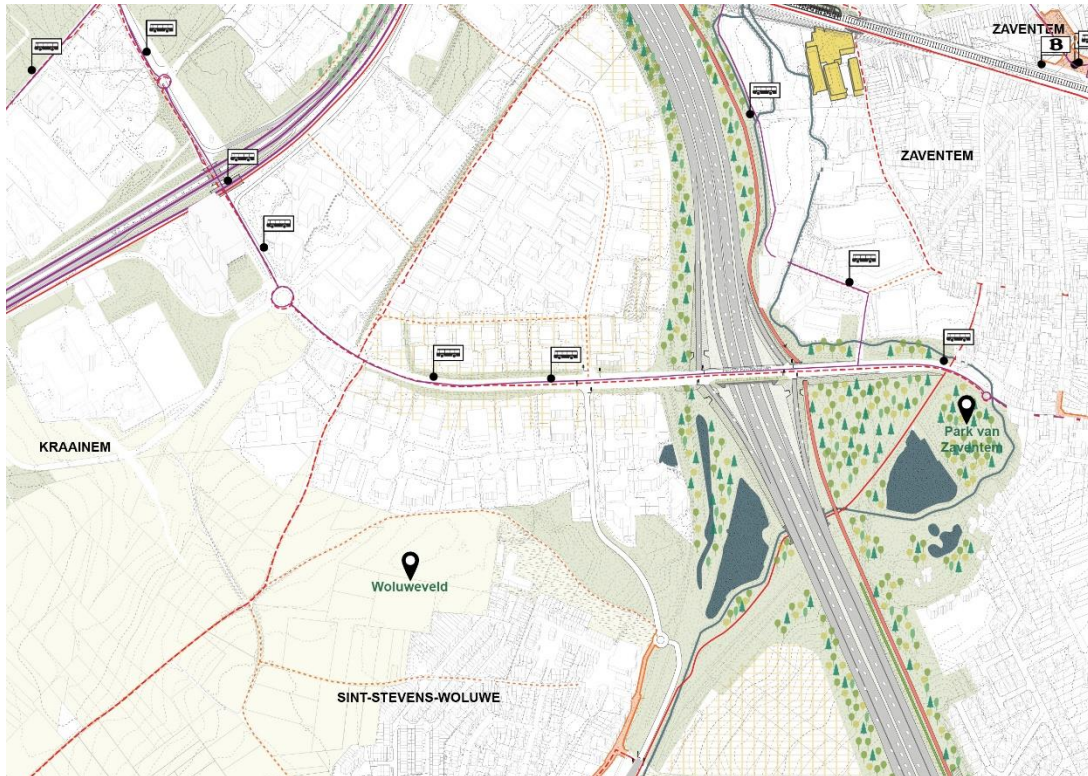 ZAVENTEM
B
ZAVENTEM
Park van
Zaventem
KRAAINEM
Woluweveld
SINT-STEVENS-WOLUWE